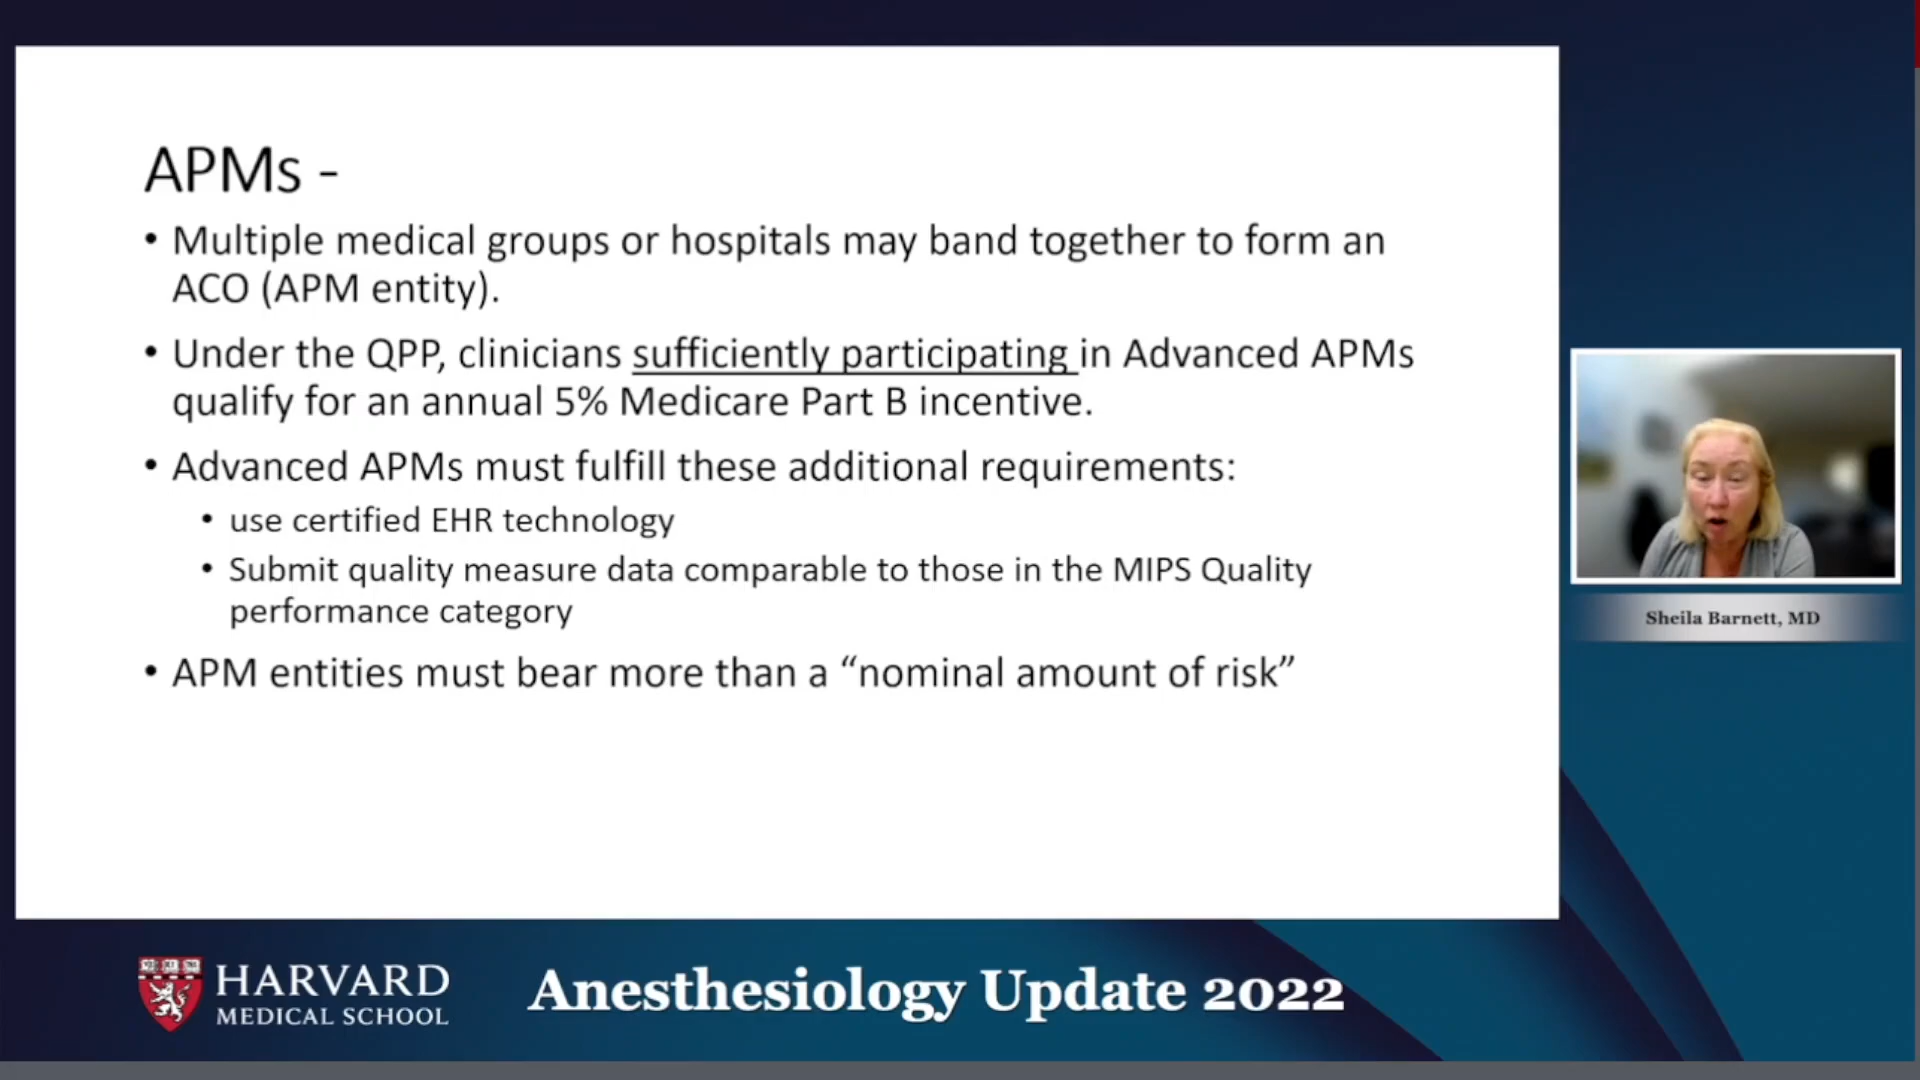 APMs -
• Multiple medical groups or hospitals may band together to form an
ACO (APM entity).
• Under the QPP, clinicians sufficiently participating in Advanced APMs
qualify for an annual 5% Medicare Part B incentive.
• Advanced APMs must fulfill these additional requirements:
• use certified EHR technology
• Submit quality measure data comparable to those in the MIPS Quality
performance category
• APM entities must bear more than a “nominal amount of risk”
Sheila Barnett, MD
HARVARD
MEDICAL SCHOOL
Anesthesiology Update 2022